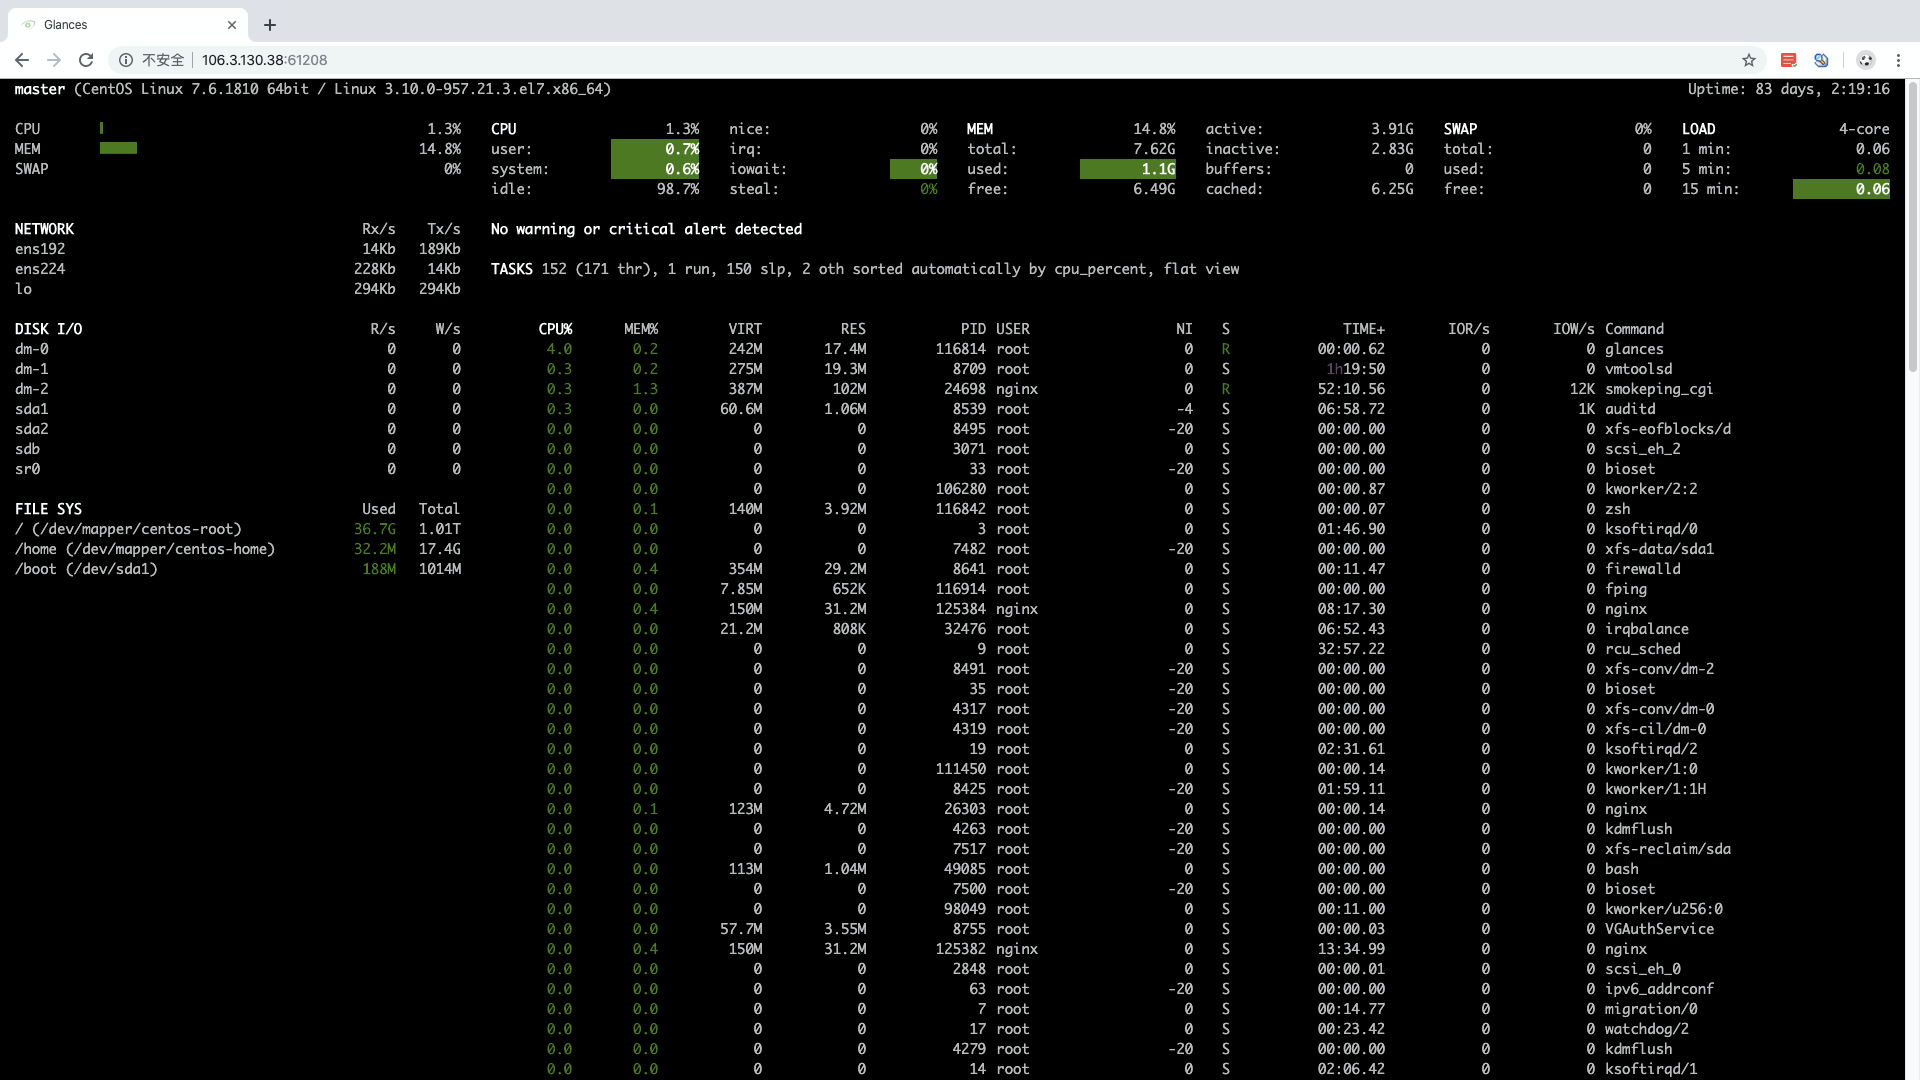 Glances
不安全 106.3.130.38:61208
master (CentOS Linux 7.6.1810 64bit / Linux 3.10.0-957.21.3.el7.x86_64) Uptime: 83 days, 2:19:16
CPU 1.3% CPU 1.3% nice: 0% MEM 14.8% active: 3.91G SWAP 0% LOAD 4-core
MEM 14.8% user: 0.7% irq: 0% total: 7.62G inactive: 2.83G total: 0 1 min: 0.06
SWAP 0% system: 0.6% iowait: 0% used: 1.1G buffers: 0 used: 0 5 min: 0.08
idle: 98.7% steal: 0% free: 6.49G cached: 6.25G free: 0 15 min: 0.06
NETWORK Rx/s Tx/s
ens192 14Kb 189Kb
ens224 228Kb 14Kb
lo 294Kb 294Kb
DISK I/O R/s W/s
dm-0 0 0
dm-1 0 0
dm-2 0 0
sda1 0 0
sda2 0 0
sdb 0 0
sr0 0 0
FILE SYS Used Total
/ (/dev/mapper/centos-root) 36.7G 1.01T
/home (/dev/mapper/centos-home) 32.2M 17.4G
/boot (/dev/sda1) 188M 1014M
No warning or critical alert detected
TASKS 152 (171 thr), 1 run, 150 slp, 2 oth sorted automatically by cpu_percent, flat view
CPU% MEM% VIRT RES PID USER NI S TIME+ IOR/s IOW/s Command
4.0 0.2 242M 17.4M 116814 root 0 R 00:00.62 0 0 glances
0.3 0.2 275M 19.3M 8709 root 0 S 1h19:50 0 0 vmtoolsd
0.3 1.3 387M 102M 24698 nginx 0 R 52:10.56 0 12K smokeping_cgi
0.3 0.0 60.6M 1.06M 8539 root -4 S 06:58.72 0 1K auditd
0.0 0.0 0 0 8495 root -20 S 00:00.00 0 0 xfs-eofblocks/d
0.0 0.0 0 0 3071 root 0 S 00:00.00 0 0 scsi_eh_2
0.0 0.0 0 0 33 root -20 S 00:00.00 0 0 bioset
0.0 0.0 0 0 106280 root 0 S 00:00.87 0 0 kworker/2:2
0.0 0.1 140M 3.92M 116842 root 0 S 00:00.07 0 0 zsh
0.0 0.0 0 0 3 root 0 S 01:46.90 0 0 ksoftirqd/0
0.0 0.0 0 0 7482 root -20 S 00:00.00 0 0 xfs-data/sda1
0.0 0.4 354M 29.2M 8641 root 0 S 00:11.47 0 0 firewalld
0.0 0.0 7.85M 652K 116914 root 0 S 00:00.00 0 0 fping
0.0 0.4 150M 31.2M 125384 nginx 0 S 08:17.30 0 0 nginx
0.0 0.0 21.2M 808K 32476 root 0 S 06:52.43 0 0 irqbalance
0.0 0.0 0 0 9 root 0 S 32:57.22 0 0 rcu_sched
0.0 0.0 0 0 8491 root -20 S 00:00.00 0 0 xfs-conv/dm-2
0.0 0.0 0 0 35 root -20 S 00:00.00 0 0 bioset
0.0 0.0 0 0 4317 root -20 S 00:00.00 0 0 xfs-conv/dm-0
0.0 0.0 0 0 4319 root -20 S 00:00.00 0 0 xfs-cil/dm-0
0.0 0.0 0 0 19 root 0 S 02:31.61 0 0 ksoftirqd/2
0.0 0.0 0 0 111450 root 0 S 00:00.14 0 0 kworker/1:0
0.0 0.0 0 0 8425 root -20 S 01:59.11 0 0 kworker/1:1H
0.0 0.1 123M 4.72M 26303 root 0 S 00:00.14 0 0 nginx
0.0 0.0 0 0 4263 root -20 S 00:00.00 0 0 kdmflush
0.0 0.0 0 0 7517 root -20 S 00:00.00 0 0 xfs-reclaim/sda
0.0 0.0 113M 1.04M 49085 root 0 S 00:00.00 0 0 bash
0.0 0.0 0 0 7500 root -20 S 00:00.00 0 0 bioset
0.0 0.0 0 0 98049 root 0 S 00:11.00 0 0 kworker/u256:0
0.0 0.0 57.7M 3.55M 8755 root 0 S 00:00.03 0 0 VGAuthService
0.0 0.4 150M 31.2M 125382 nginx 0 S 13:34.99 0 0 nginx
0.0 0.0 0 0 2848 root 0 S 00:00.01 0 0 scsi_eh_0
0.0 0.0 0 0 63 root -20 S 00:00.00 0 0 ipv6_addrconf
0.0 0.0 0 0 7 root 0 S 00:14.77 0 0 migration/0
0.0 0.0 0 0 17 root 0 S 00:23.42 0 0 watchdog/2
0.0 0.0 0 0 4279 root -20 S 00:00.00 0 0 kdmflush
0.0 0.0 0 0 14 root 0 S 02:06.42 0 0 ksoftirqd/1